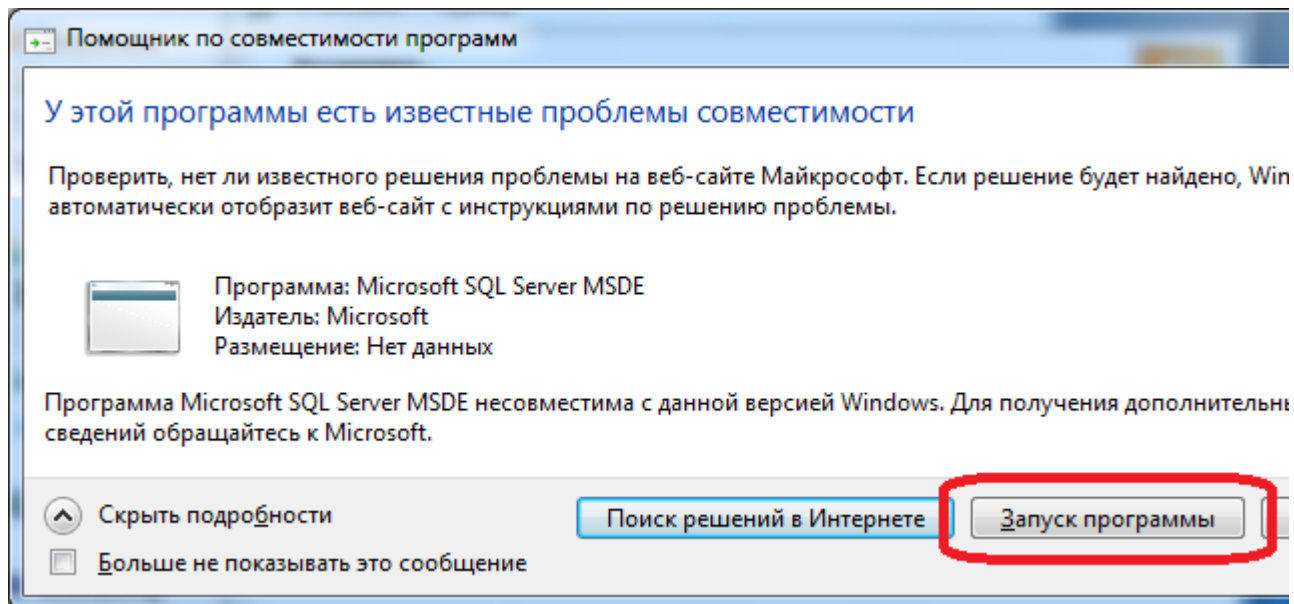 Помощник по совместимости программ
У этой программы есть известные проблемы совместимости
Проверить, нет ли известного решения проблемы на веб-сайте Майкрософт. Если решение будет найдено, Win
автоматически отобразит веб-сайт с инструкциями по решению проблемы.
Программа: Microsoft SQL Server MSDE
Издатель: Microsoft
Размещение: Нет данных
Программа Microsoft SQL Server MSDE несовместима с данной версией Windows. Для получения дополнительн
сведений обращайтесь к Microsoft.
Скрыть подробности
Поиск решений в Интернете
Запуск программы
Больше не показывать это сообщение